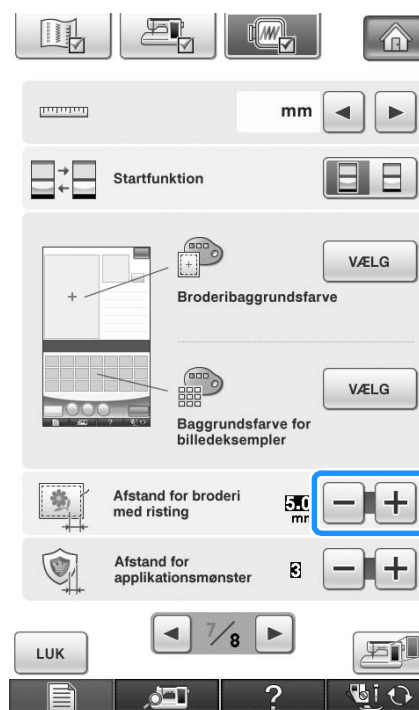 mm
Startfunktion
VÆLG
Broderibaggrundsfarve
VÆLG
Baggrundsfarve for
billedeksempler
Afstand for broderi
med risting
5.0
mm
Afstand for
applikationsmønster
3
LUK
7/8
?